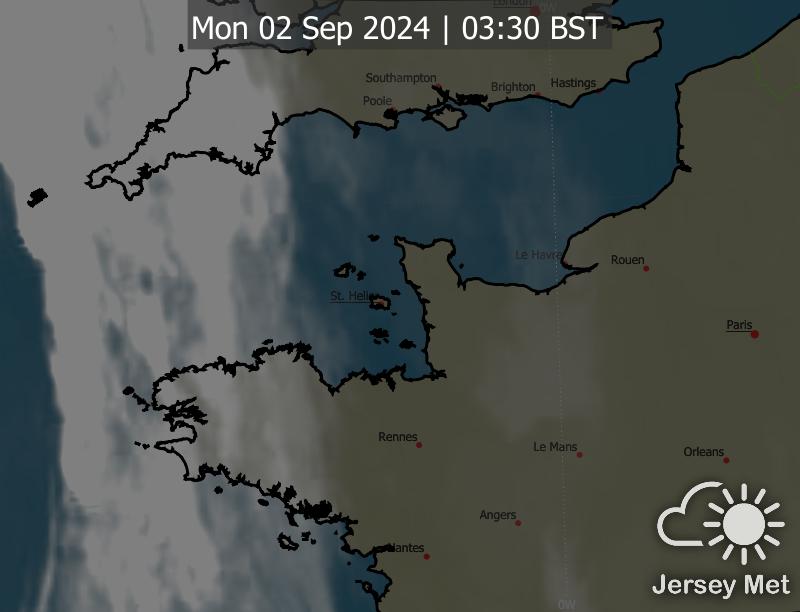 London
0W
Mon 02 Sep 2024 | 03:30 BST
Southampton
Brighton
Hastings
Poole
Le Havre
Rouen
St. Helier
Paris
Rennes
Le Mans
Orleans
Angers
Nantes
Jersey Met
0W